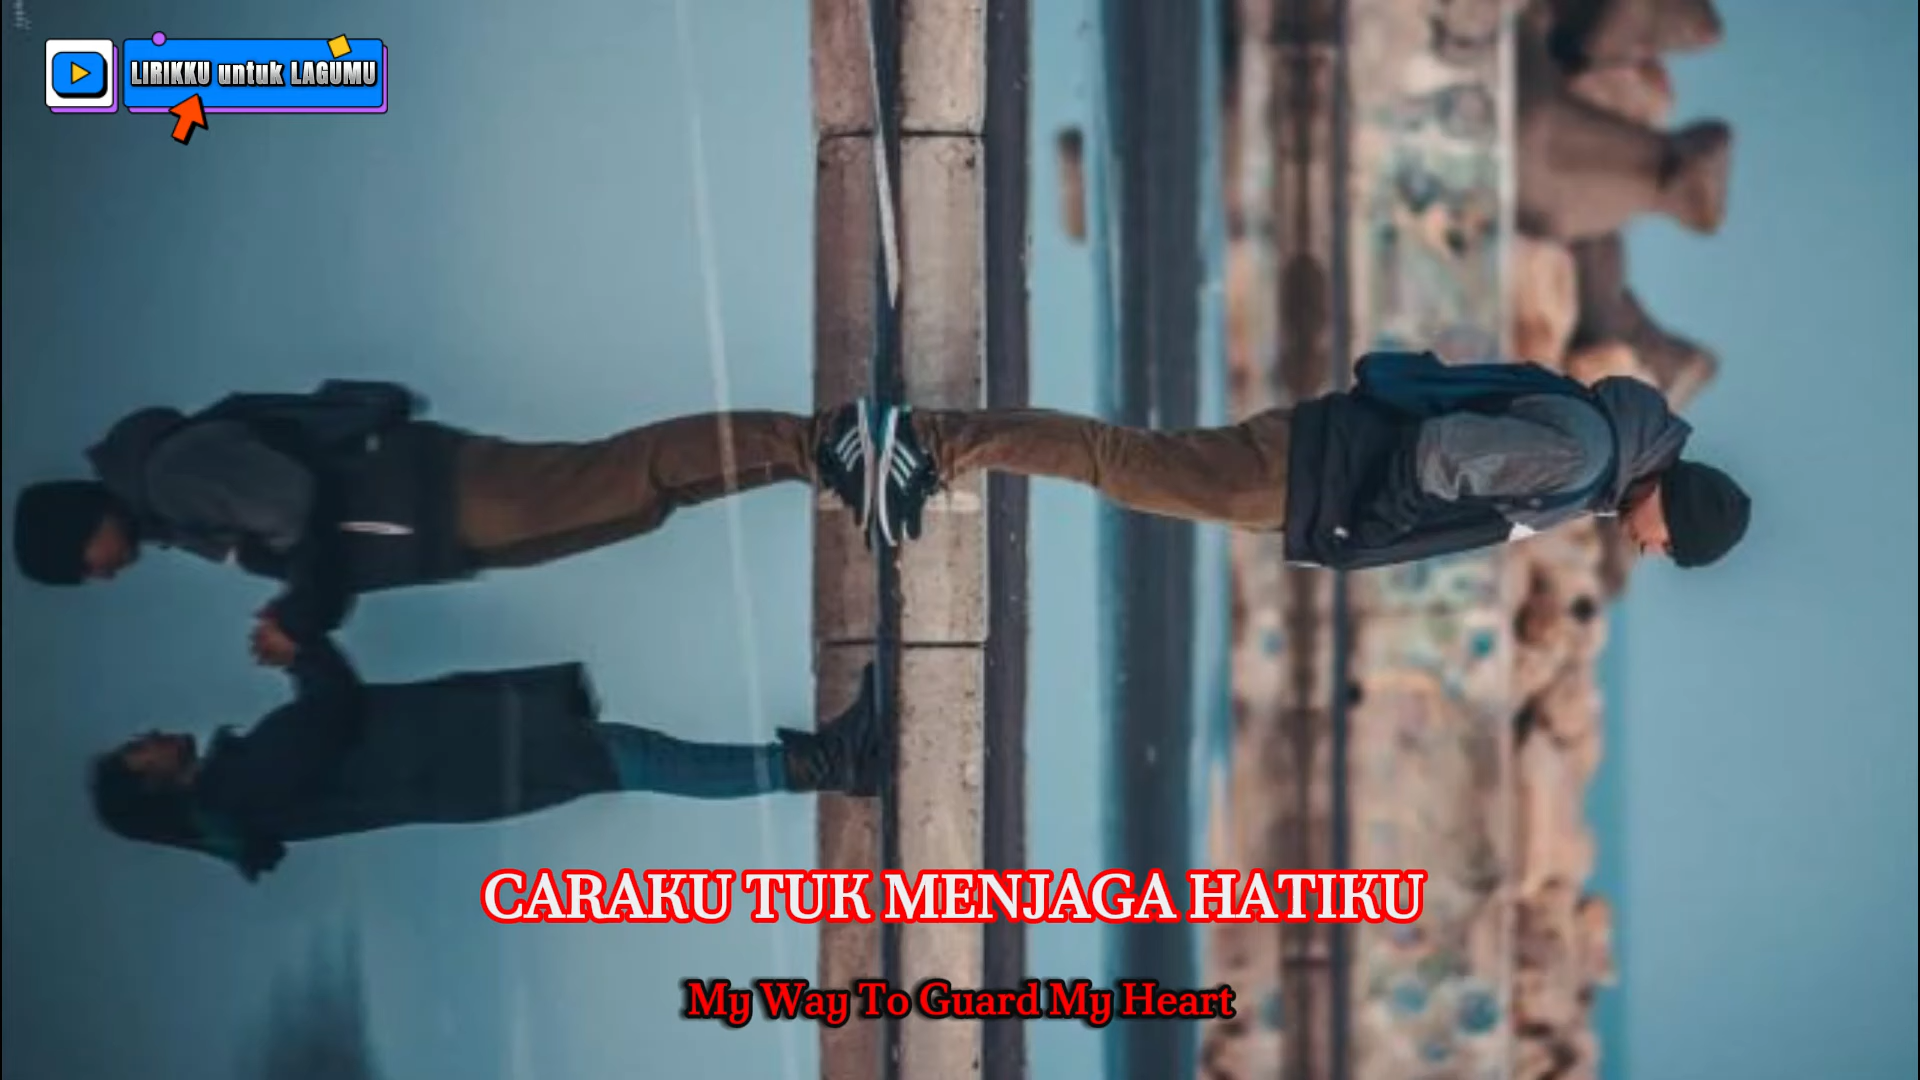 LIRIKKU untuk LAGUMU
CARAKU TUK MENJAGA HATIKU
My Way To Guard My Heart